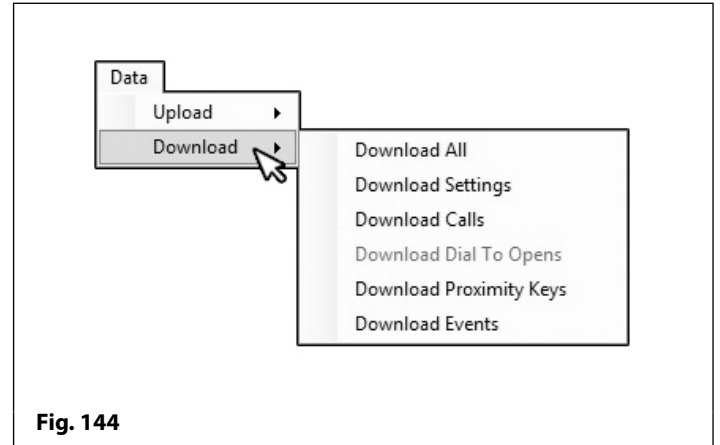 Data
Upload
Download
Download All
Download Settings
Download Calls
Download Dial To Opens
Download Proximity Keys
Download Events
Fig. 144